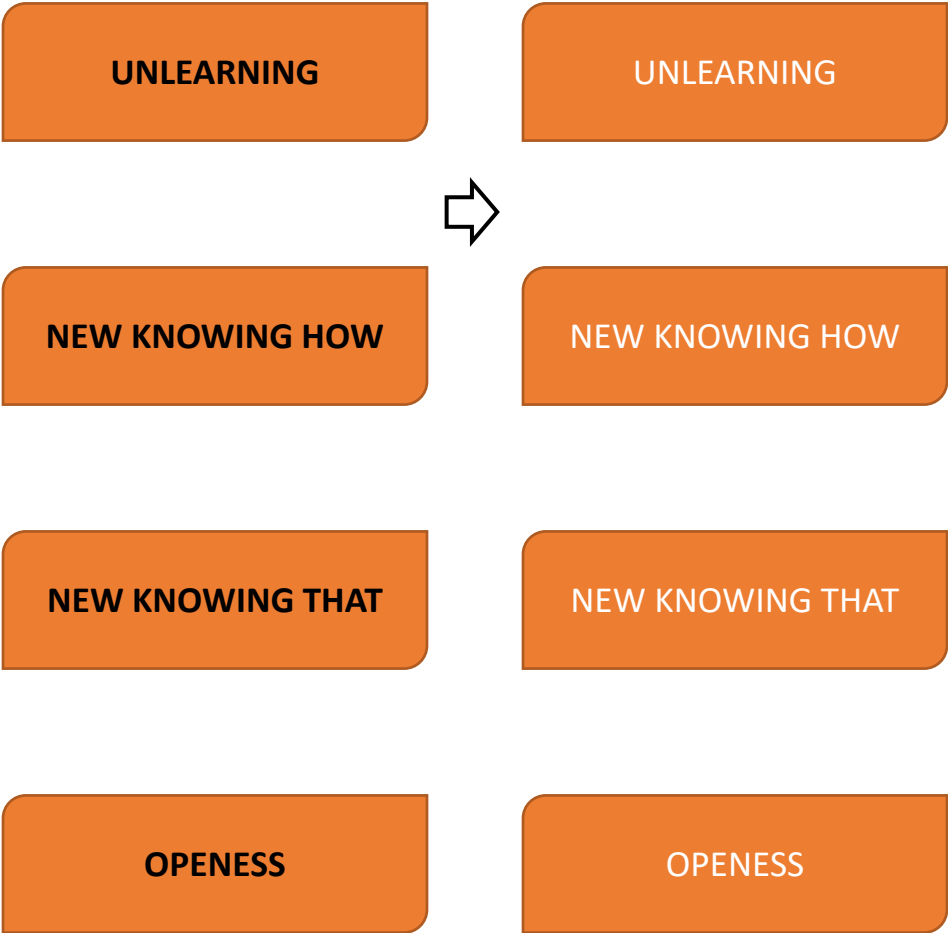 UNLEARNING
UNLEARNING
NEW KNOWING HOW
NEW KNOWING HOW
NEW KNOWING THAT
NEW KNOWING THAT
OPENESS
OPENESS